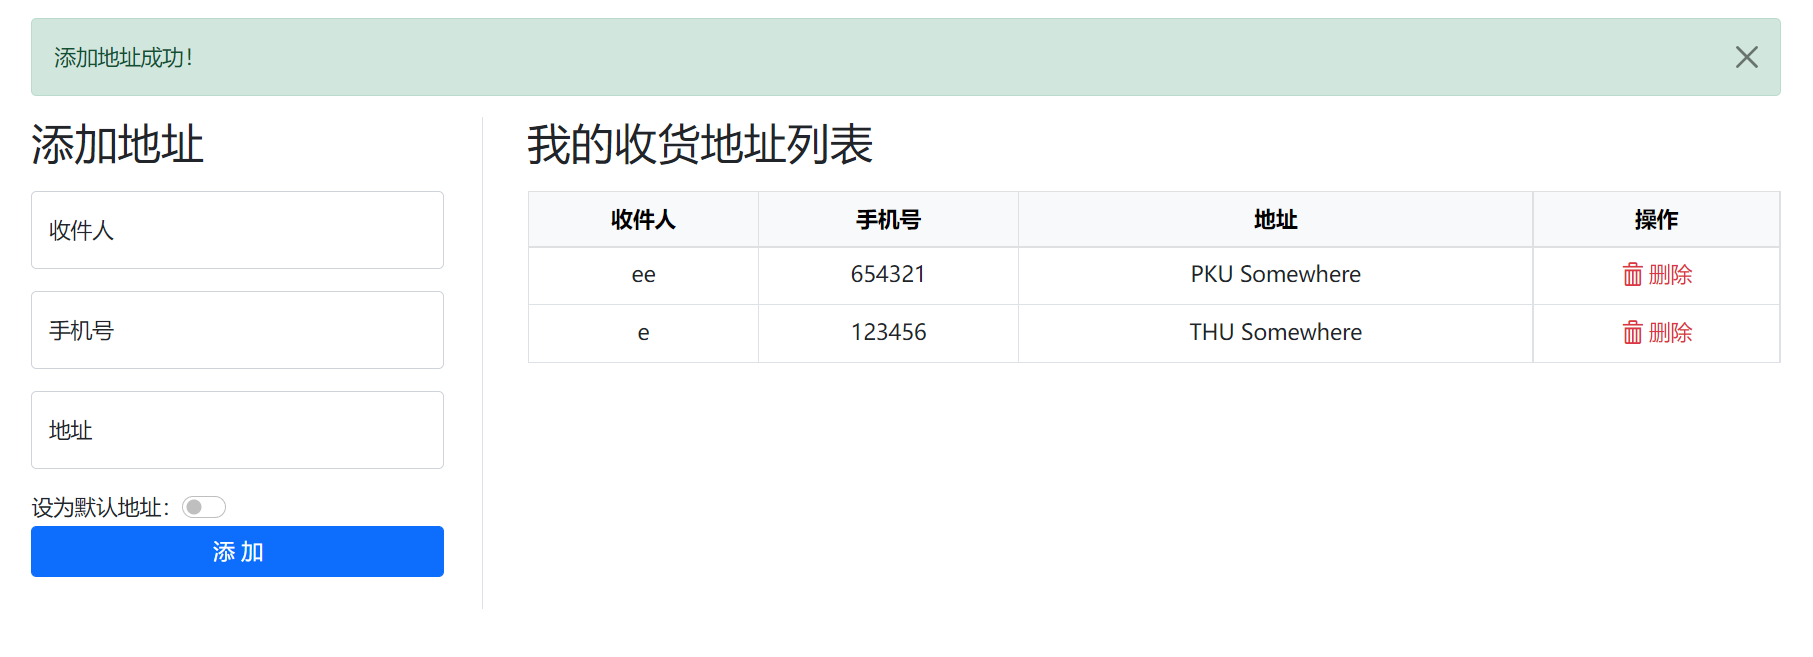 添加地址成功！
添加地址
收件人
手机号
地址
设为默认地址：
添 加
我的收货地址列表
收件人 手机号 地址 操作
ee 654321 PKU Somewhere 删除
e 123456 THU Somewhere 删除